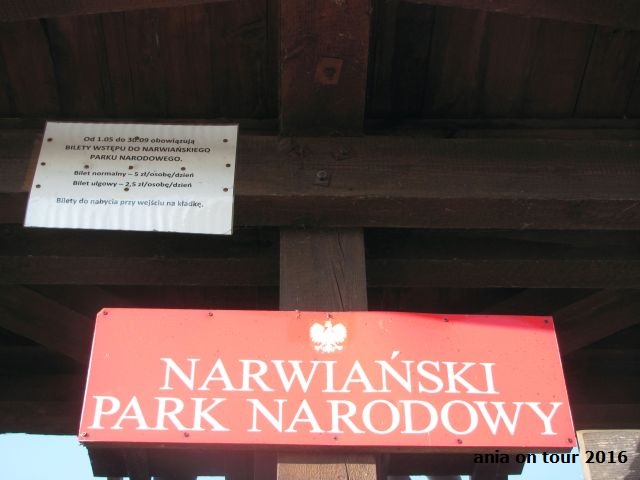 Od 1.05 do 30.09 obowiązują
BILETY WSTĘPU DO NARWIAŃSKIEGO
PARKU NARODOWEGO.
Bilet normalny – 5 zł/osobę/dzień
Bilet ulgowy – 2,5 zł/osobę/dzień
Bilety do nabycia przy wejściu na kładkę.
NARWIAŃSKI
PARK NARODOWY
ania on tour 2016